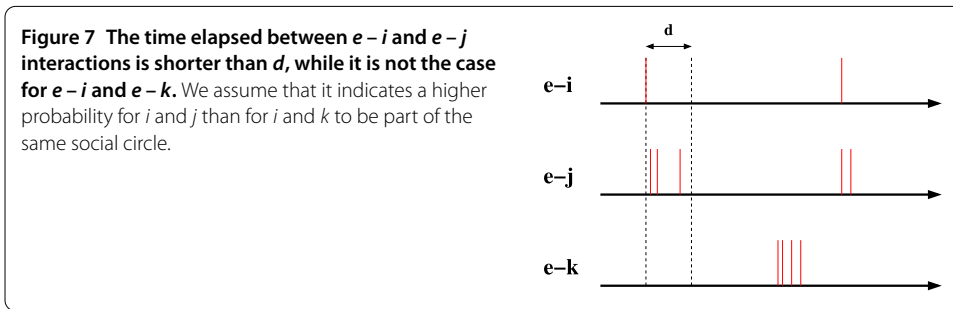 Figure 7 The time elapsed between e – i and e – j
interactions is shorter than d, while it is not the case
for e – i and e – k. We assume that it indicates a higher
probability for i and j than for i and k to be part of the
same social circle.
d
e–i
e–j
e–k